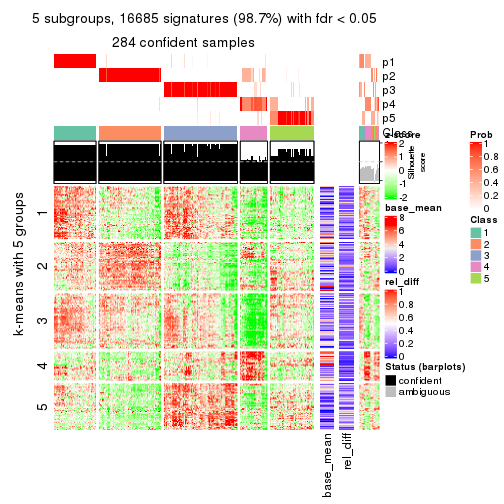 5 subgroups, 16685 signatures (98.7%) with fdr < 0.05
284 confident samples
p1
p2
p3
p4
p5
Class
Silhouette
score
k-means with 5 groups
1
2
3
4
5
base_mean
rel_diff
z-score
2
1
0
-1
-2
base_mean
8
6
4
2
0
rel_diff
1
0.8
0.6
0.4
0.2
0
Status (barplots)
confident
ambiguous
Prob
1
0.8
0.6
0.4
0.2
0
Class
1
2
3
4
5